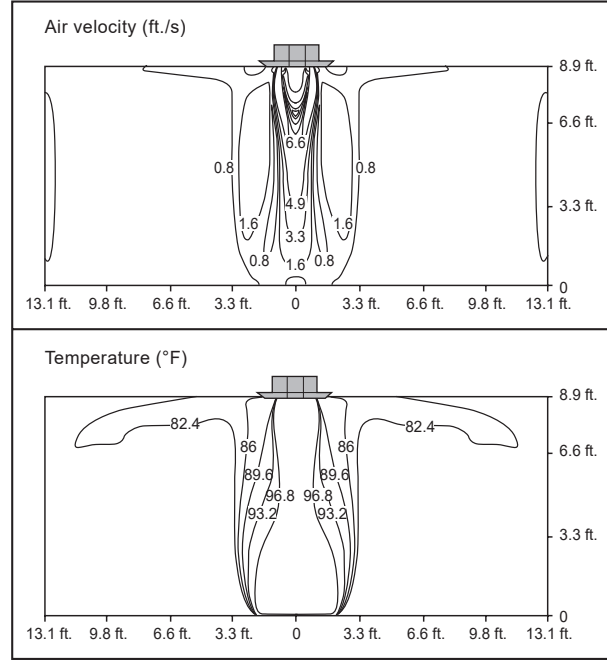 Air velocity (ft./s)
8.9 ft.
6.6 ft.
6.6
0.8 0.8
4.9 3.3 ft.
1.6 1.6
3.3
0.8 1.6 0.8
0
13.1 ft. 9.8 ft. 6.6 ft. 3.3 ft. 0 3.3 ft. 6.6 ft. 9.8 ft. 13.1 ft.
Temperature (°F)
8.9 ft.
82.4 82.4
86 86 6.6 ft.
89.6 89.6
96.8 96.8
93.2 93.2
3.3 ft.
0
13.1 ft. 9.8 ft. 6.6 ft. 3.3 ft. 0 3.3 ft. 6.6 ft. 9.8 ft. 13.1 ft.